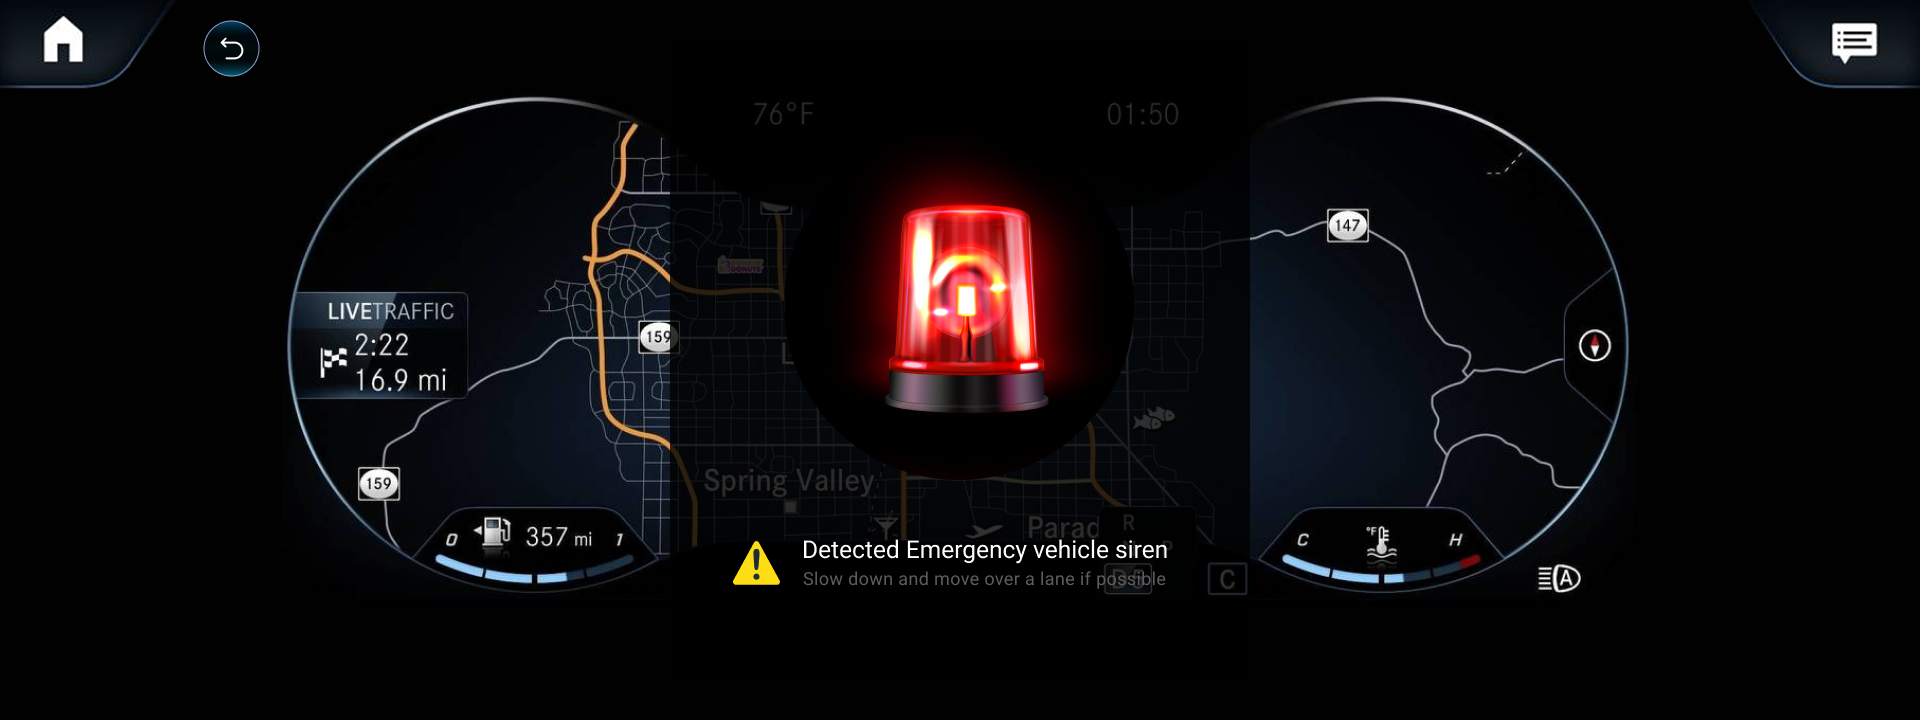 76°F
01:50
147
LIVETRAFFIC
2:22
16.9 mi
159
159
Spring Valley
Parad
R
0
357 mi
1
°F
C
H
Detected Emergency vehicle siren
Slow down and move over a lane if possible
C
A